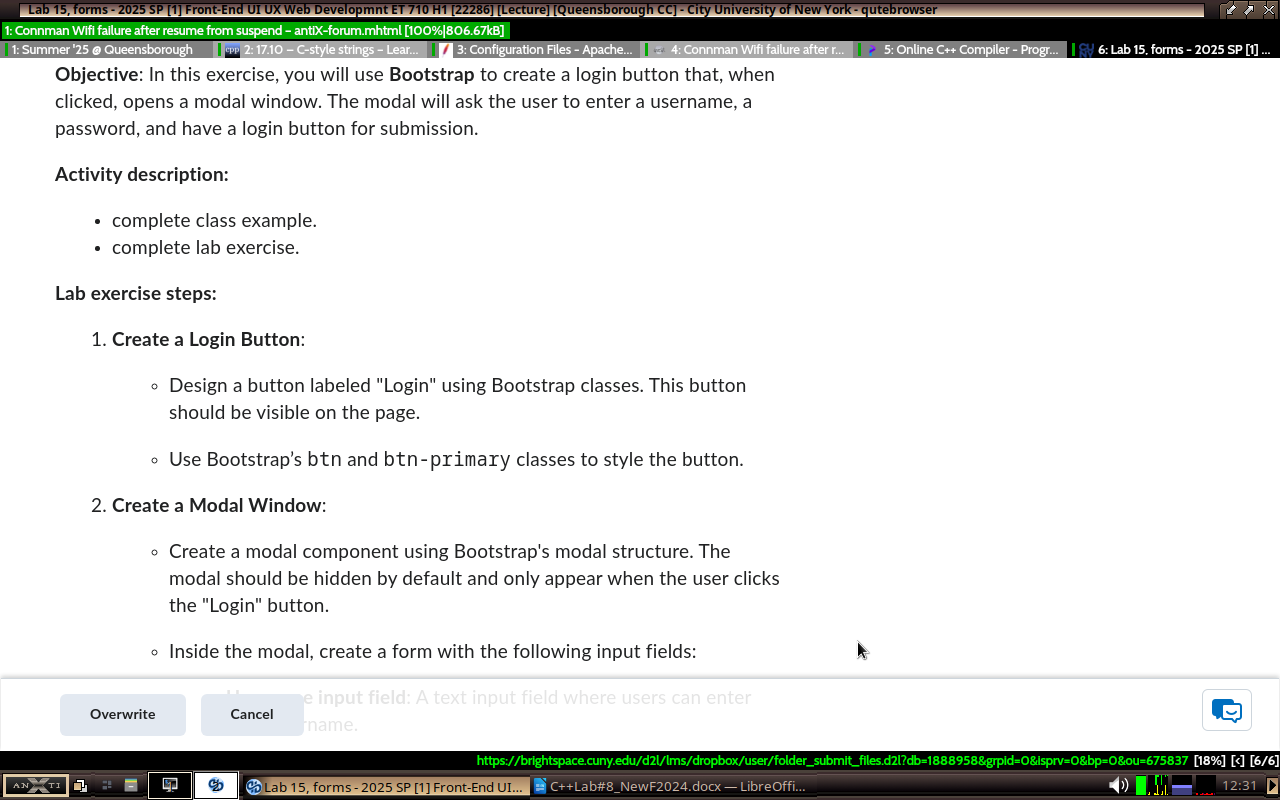 Lab 15, forms - 2025 SP [1] Front-End UI UX Web Developmnt ET 710 H1 [22286] [Lecture] [Queensborough CC] - City University of New York - qutebrowser
1: Connman Wifi failure after resume from suspend – antiX-forum.mhtml [100%|806.67kB]
1: Summer '25 @ Queensborough
2: 17.10 – C-style strings – Lear...
3: Configuration Files - Apache...
4: Connman Wifi failure after r...
5: Online C++ Compiler - Progr...
6: Lab 15, forms – 2025 SP [1] ...
Objective: In this exercise, you will use Bootstrap to create a login button that, when
clicked, opens a modal window. The modal will ask the user to enter a username, a
password, and have a login button for submission.
Activity description:
• complete class example.
• complete lab exercise.
Lab exercise steps:
1. Create a Login Button:
◦ Design a button labeled "Login" using Bootstrap classes. This button
should be visible on the page.
◦ Use Bootstrap’s btn and btn-primary classes to style the button.
2. Create a Modal Window:
◦ Create a modal component using Bootstrap's modal structure. The
modal should be hidden by default and only appear when the user clicks
the "Login" button.
◦ Inside the modal, create a form with the following input fields:
input field: A text input field where users can enter
Overwrite
Cancel
https://brightspace.cuny.edu/d2l/lms/dropbox/user/folder_submit_files.d2l?db=1888958&grpid=0&isprv=0&bp=0&ou=675837 [18%] [<] [6/6]
ANXTI
Lab 15, forms - 2025 SP [1] Front-End UI...
C++Lab#8_NewF2024.docx — LibreOffi...
12:31